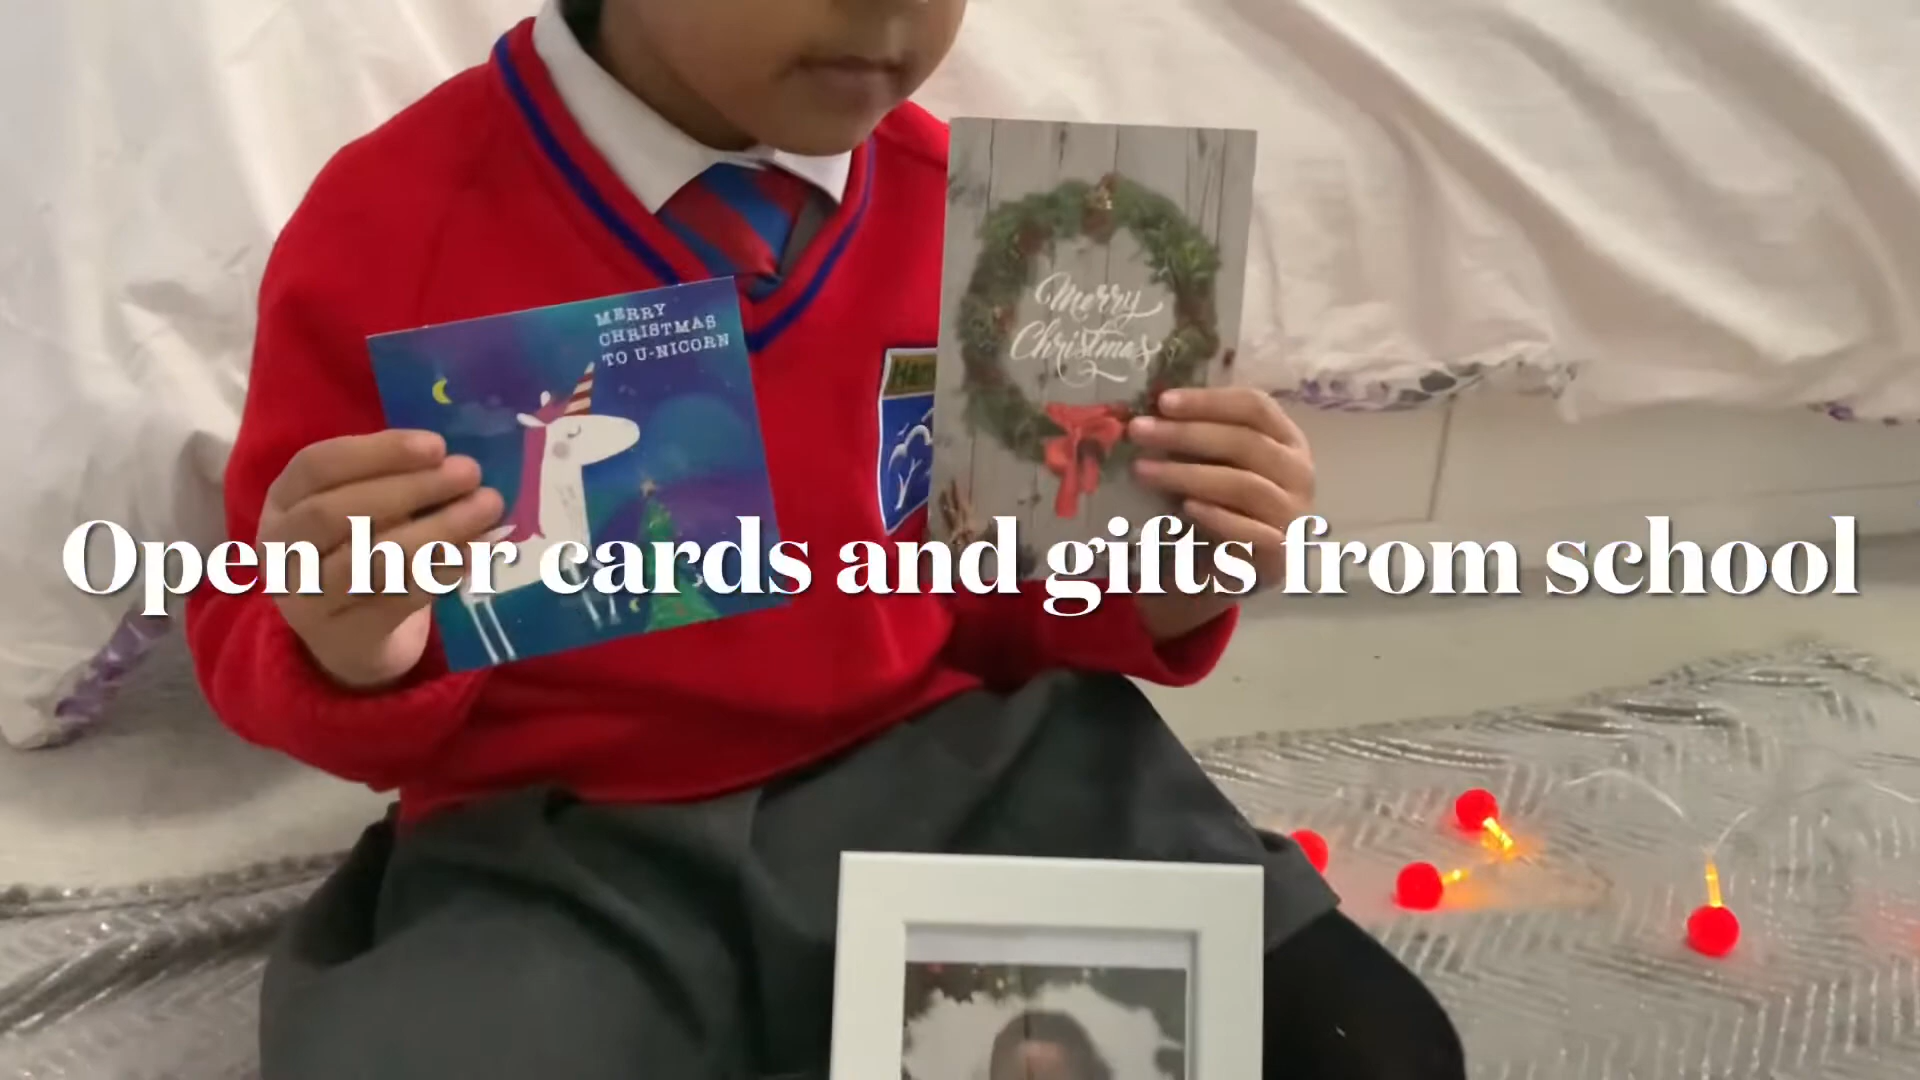 MERRY
CHRISTMAS
TO U-NICORN
Merry
Christmas
Open her cards and gifts from school